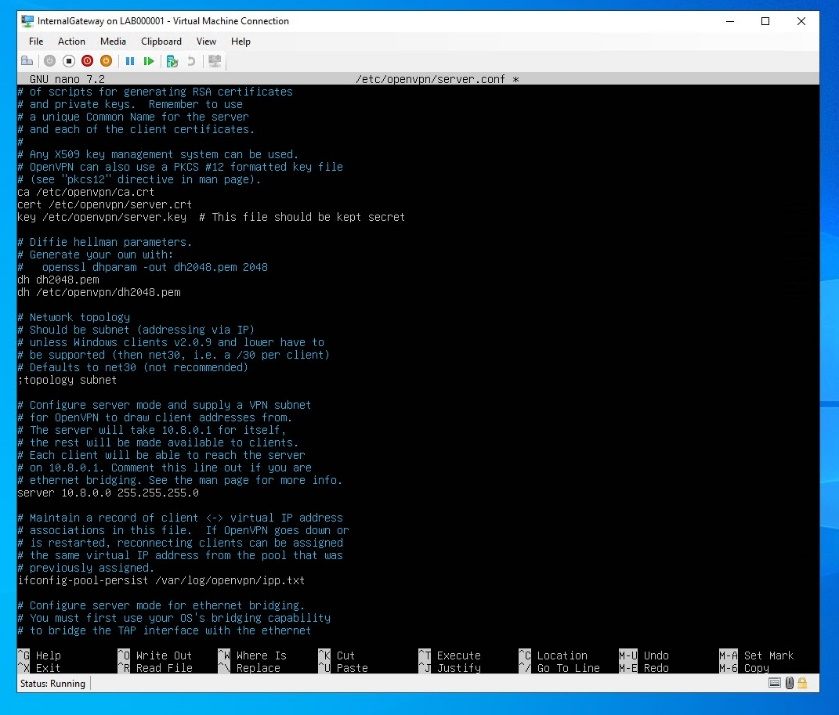 InternalGateway on LAB000001 - Virtual Machine Connection
File Action Media Clipboard View Help
GNU nano 7.2 /etc/openvpn/server.conf *
# of scripts for generating RSA certificates
# and private keys.  Remember to use
# a unique Common Name for the server
# and each of the client certificates.
#
# Any X509 key management system can be used.
# OpenVPN can also use a PKCS #12 formatted key file
# (see "pkcs12" directive in man page).
ca /etc/openvpn/ca.crt
cert /etc/openvpn/server.crt
key /etc/openvpn/server.key  # This file should be kept secret
# Diffie hellman parameters.
# Generate your own with:
#   openssl dhparam -out dh2048.pem 2048
dh dh2048.pem
dh /etc/openvpn/dh2048.pem
# Network topology
# Should be subnet (addressing via IP)
# unless Windows clients v2.0.9 and lower have to
# be supported (then net30, i.e. a /30 per client)
# Defaults to net30 (not recommended)
;topology subnet
# Configure server mode and supply a VPN subnet
# for OpenVPN to draw client addresses from.
# The server will take 10.8.0.1 for itself,
# the rest will be made available to clients.
# Each client will be able to reach the server
# on 10.8.0.1. Comment this line out if you are
# ethernet bridging. See the man page for more info.
server 10.8.0.0 255.255.255.0
# Maintain a record of client <-> virtual IP address
# associations in this file.  If OpenVPN goes down or
# is restarted, reconnecting clients can be assigned
# the same virtual IP address from the pool that was
# previously assigned.
ifconfig-pool-persist /var/log/openvpn/ipp.txt
# Configure server mode for ethernet bridging.
# You must first use your OS's bridging capability
# to bridge the TAP interface with the ethernet
^G Help ^O Write Out ^W Where Is ^K Cut ^T Execute ^C Location M-U Undo M-A Set Mark
^X Exit ^R Read File ^\ Replace ^U Paste ^J Justify ^/ Go To Line M-E Redo M-6 Copy
Status: Running